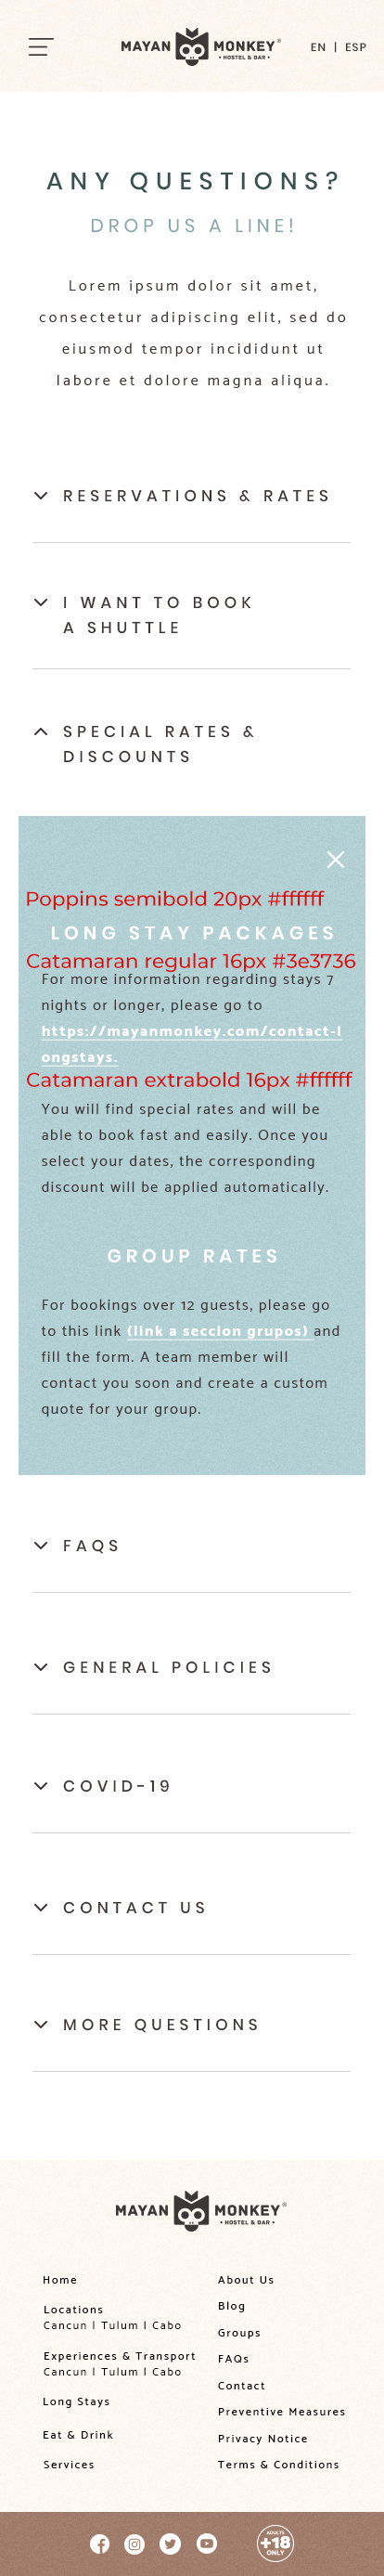 MAYAN MONKEY®
• HOSTEL & BAR •
EN | ESP
ANY QUESTIONS?
DROP US A LINE!
Lorem ipsum dolor sit amet,
consectetur adipiscing elit, sed do
eiusmod tempor incididunt ut
labore et dolore magna aliqua.
RESERVATIONS & RATES
I WANT TO BOOK
A SHUTTLE
SPECIAL RATES &
DISCOUNTS
Poppins semibold 20px #ffffff
LONG STAY PACKAGES
Catamaran regular 16px #3e3736
For more information regarding stays 7
nights or longer, please go to
https://mayanmonkey.com/contact-l
ongstays.
Catamaran extrabold 16px #ffffff
You will find special rates and will be
able to book fast and easily. Once you
select your dates, the corresponding
discount will be applied automatically.
GROUP RATES
For bookings over 12 guests, please go
to this link (link a seccion grupos) and
fill the form. A team member will
contact you soon and create a custom
quote for your group.
FAQS
GENERAL POLICIES
COVID-19
CONTACT US
MORE QUESTIONS
MAYAN MONKEY®
• HOSTEL & BAR •
Home
Locations
Cancun | Tulum | Cabo
Experiences & Transport
Cancun | Tulum | Cabo
Long Stays
Eat & Drink
Services
About Us
Blog
Groups
FAQs
Contact
Preventive Measures
Privacy Notice
Terms & Conditions
ADULTS
+18
ONLY